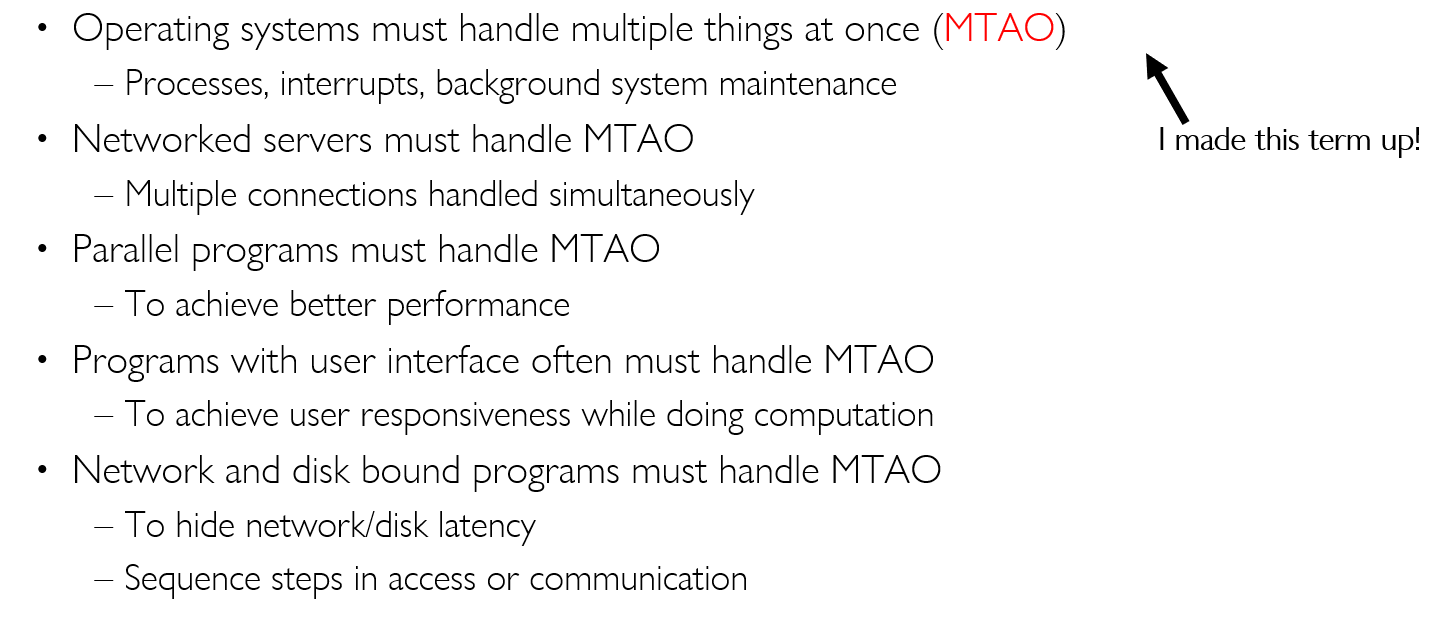 • Operating systems must handle multiple things at once (MTAO)
– Processes, interrupts, background system maintenance
• Networked servers must handle MTAO
I made this term up!
– Multiple connections handled simultaneously
• Parallel programs must handle MTAO
– To achieve better performance
• Programs with user interface often must handle MTAO
– To achieve user responsiveness while doing computation
• Network and disk bound programs must handle MTAO
– To hide network/disk latency
– Sequence steps in access or communication